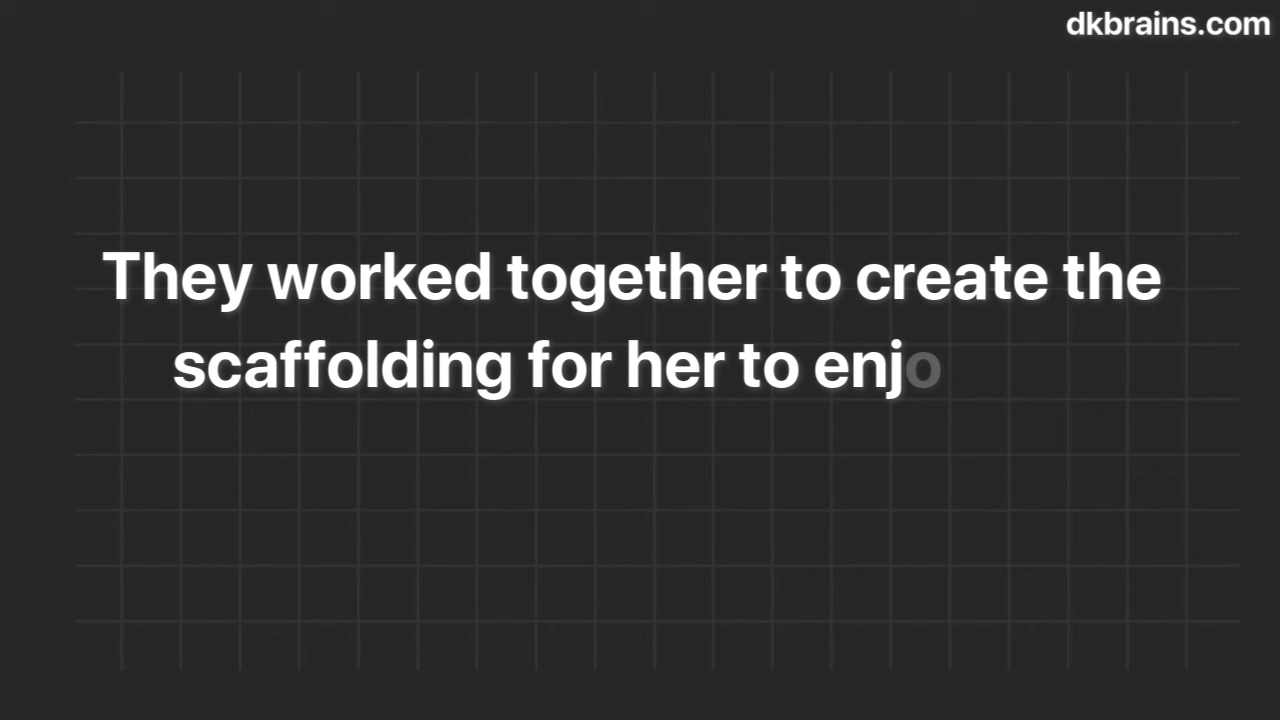 dkbrains.com
They worked together to create the
scaffolding for her to enjo